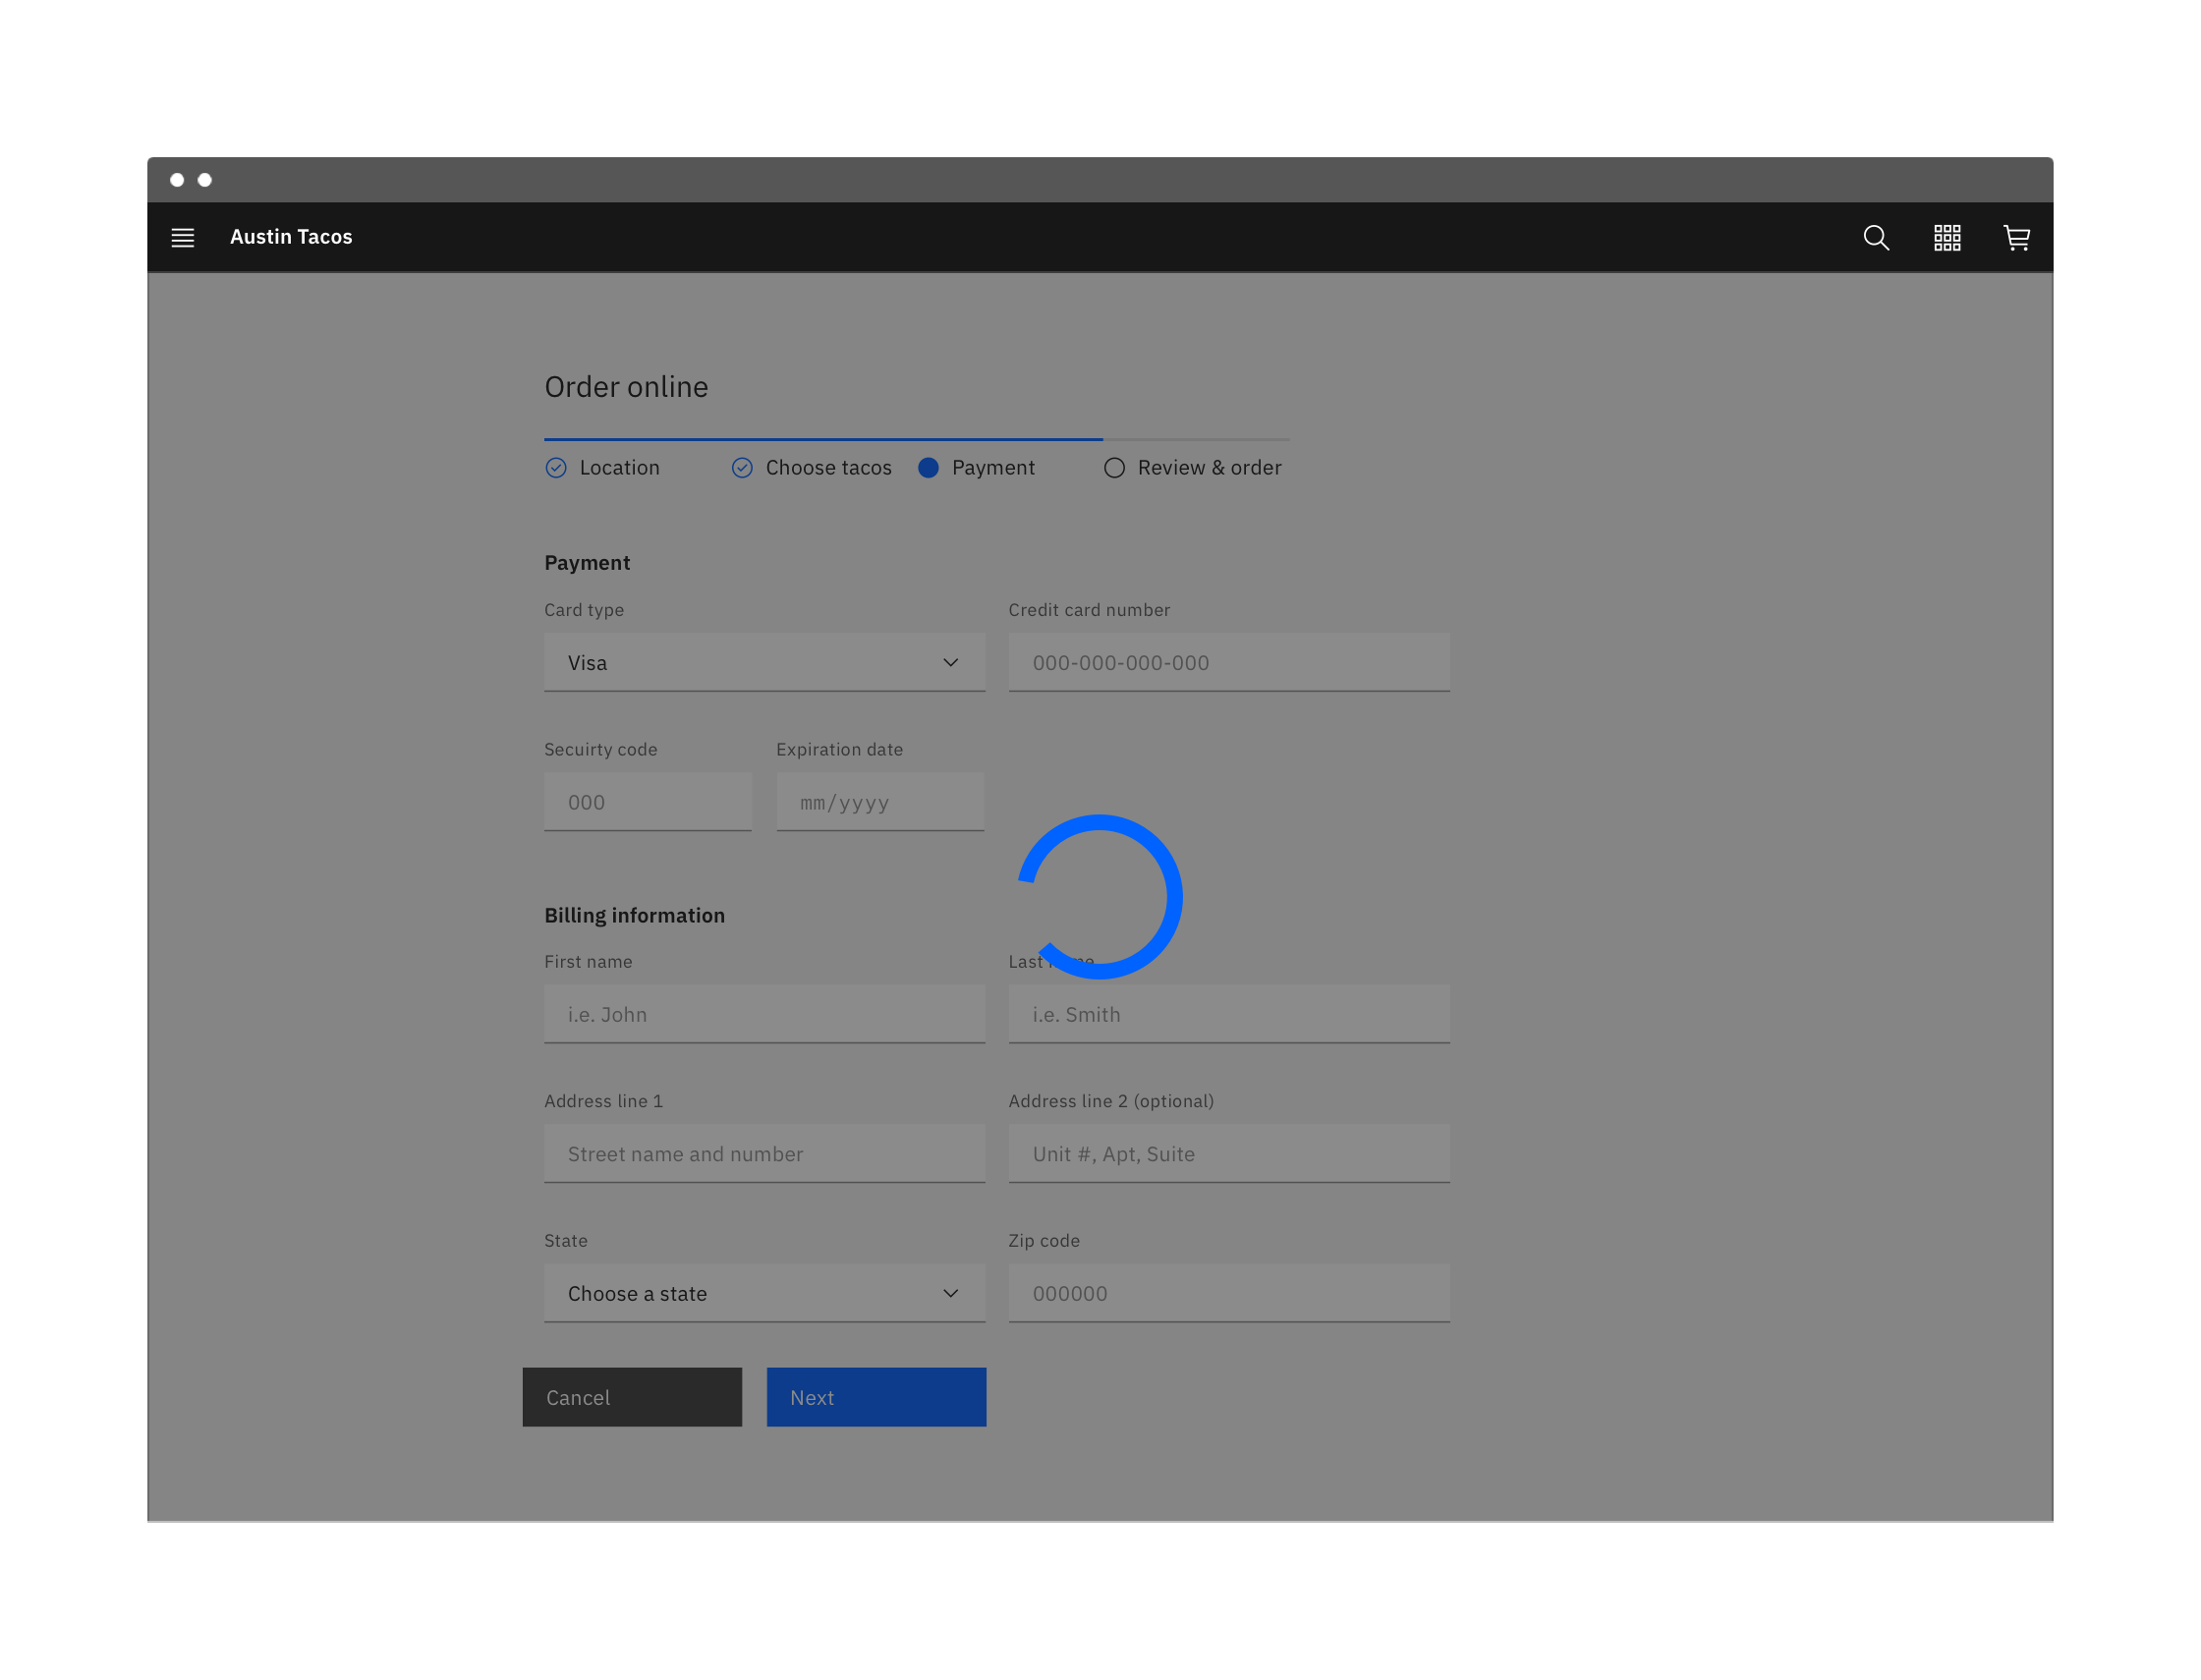 Austin Tacos
Order online
Location Choose tacos Payment Review & order
Payment
Card type Credit card number
Visa 000-000-000-000
Secuirty code Expiration date
000 mm/yyyy
Billing information
First name Last name
i.e. John i.e. Smith
Address line 1 Address line 2 (optional)
Street name and number Unit #, Apt, Suite
State Zip code
Choose a state 000000
Cancel Next